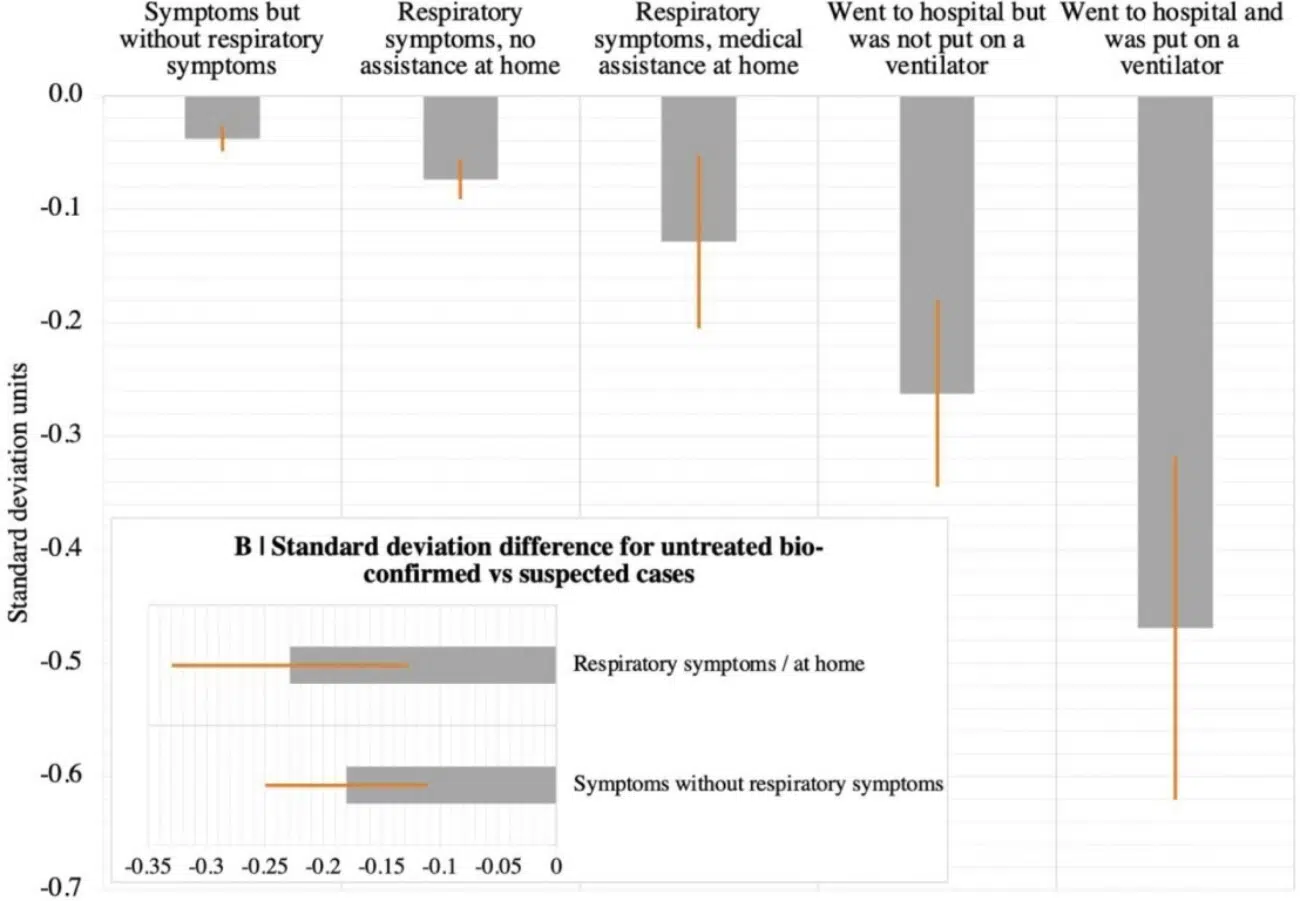 Symptoms but
without respiratory
symptoms
Respiratory
symptoms, no
assistance at home
Respiratory
symptoms, medical
assistance at home
Went to hospital but
was not put on a
ventilator
Went to hospital and
was put on a
ventilator
0.0
-0.1
-0.2
-0.3
-0.4
-0.5
-0.6
-0.7
Standard deviation units
B | Standard deviation difference for untreated bio-
confirmed vs suspected cases
Respiratory symptoms / at home
Symptoms without respiratory symptoms
-0.35 -0.3 -0.25 -0.2 -0.15 -0.1 -0.05 0